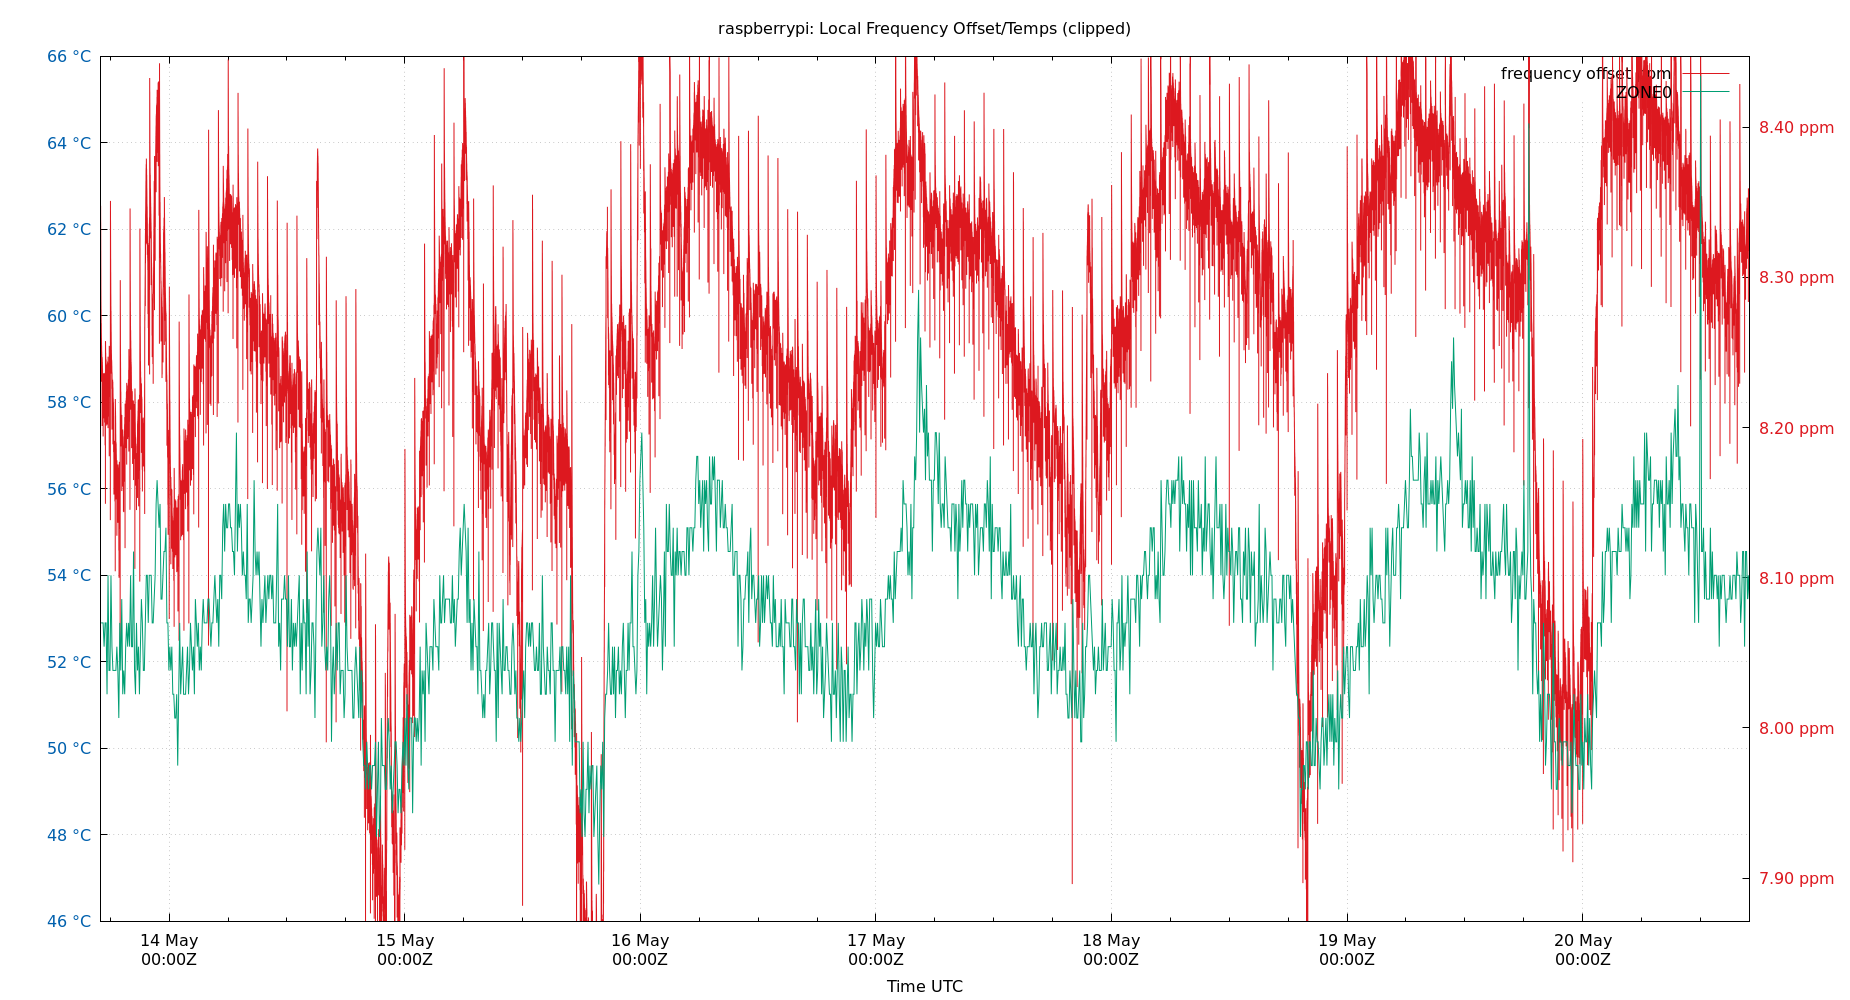 raspberrypi: Local Frequency Offset/Temps (clipped)
66 °C
64 °C
62 °C
60 °C
58 °C
56 °C
54 °C
52 °C
50 °C
48 °C
46 °C
frequency offset
ZONE0
8.40 ppm
8.30 ppm
8.20 ppm
8.10 ppm
8.00 ppm
7.90 ppm
14 May 15 May 16 May 17 May 18 May 19 May 20 May
00:00Z 00:00Z 00:00Z 00:00Z 00:00Z 00:00Z 00:00Z
Time UTC